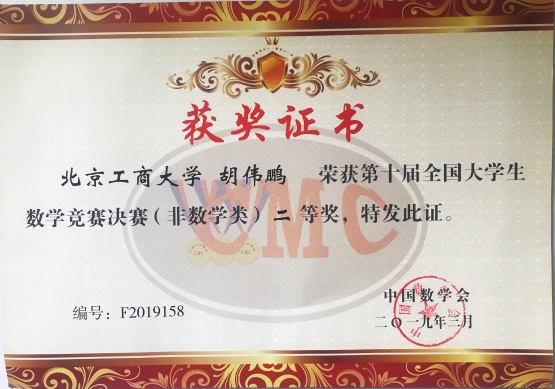 获奖证书
北京工商大学 胡伟鹏 荣获第十届全国大学生
数学竞赛决赛(非数学类)二等奖,特发此证。
CMC
编号:F2019158
中国数学会
二〇一九年三月